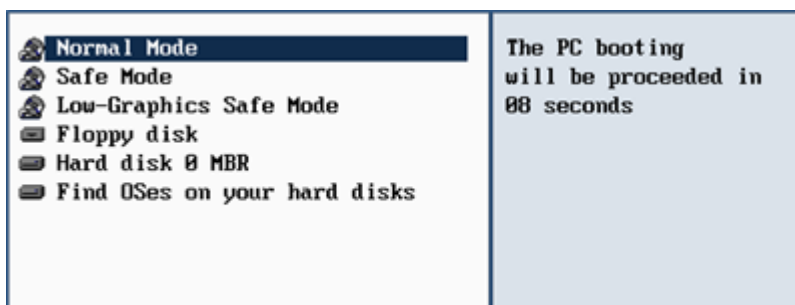 Normal Mode
Safe Mode
Low-Graphics Safe Mode
Floppy disk
Hard disk 0 MBR
Find OSes on your hard disks
The PC booting
will be proceeded in
08 seconds